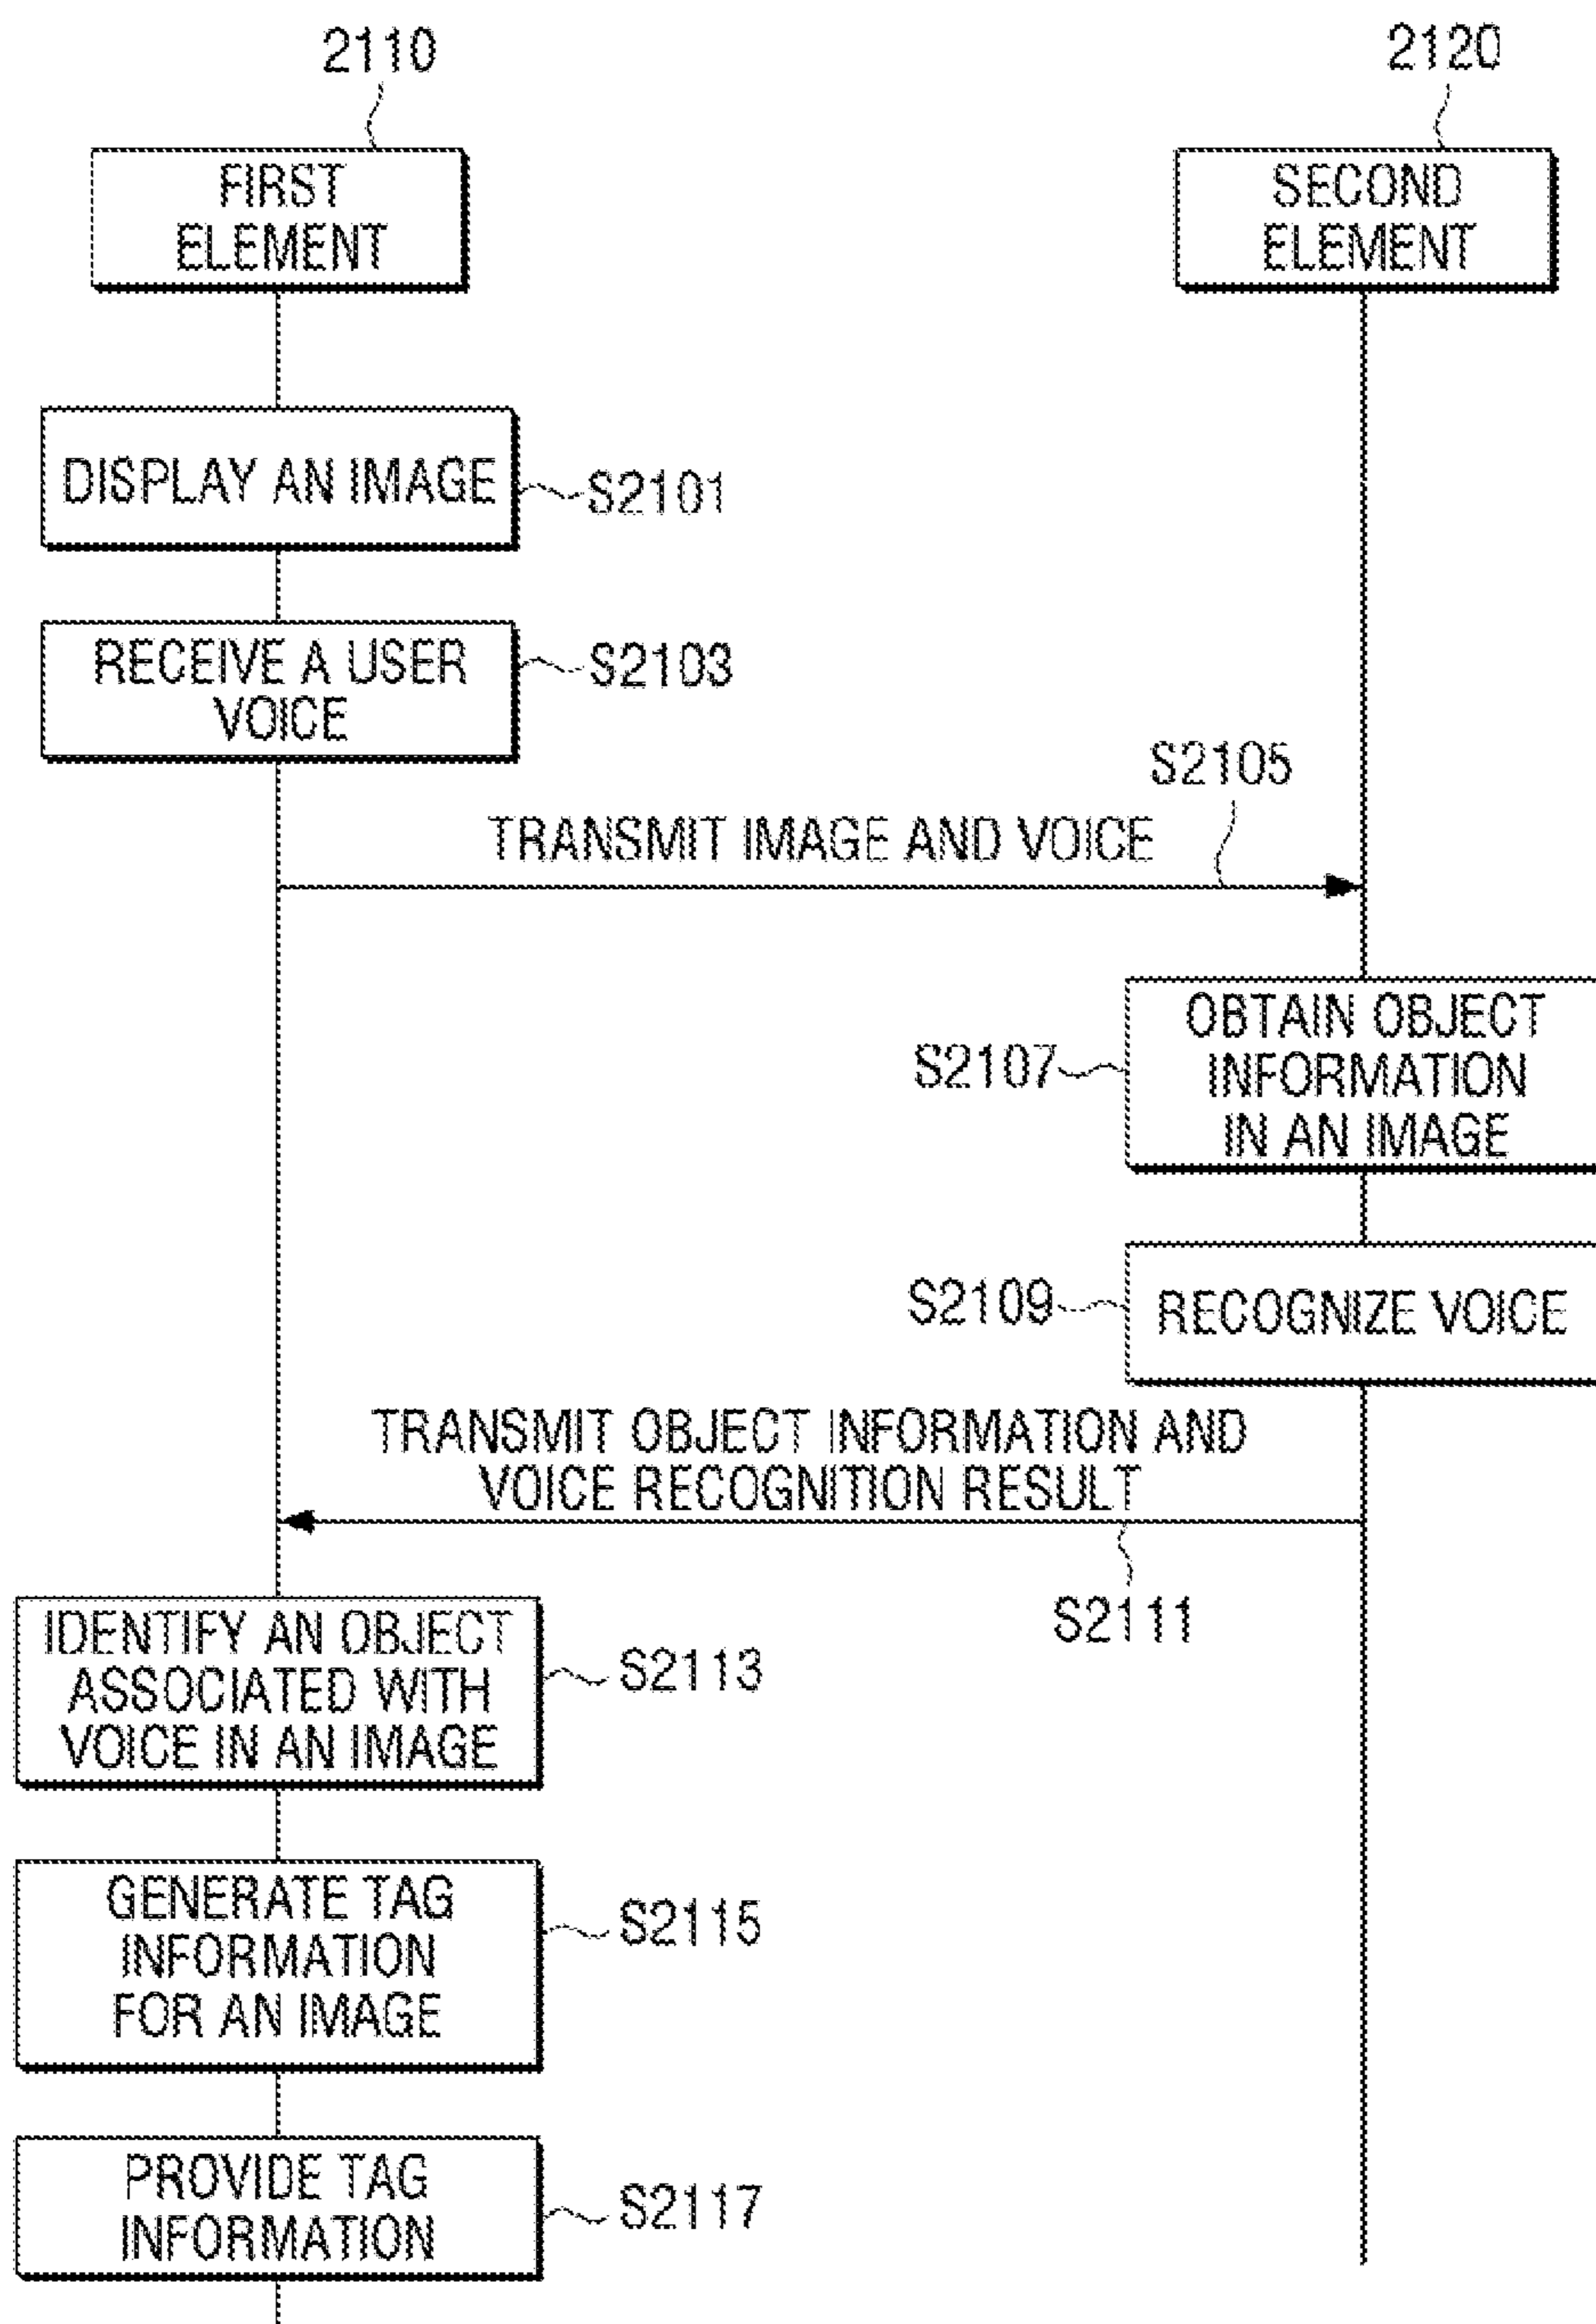 2110
2120
FIRST
ELEMENT
SECOND
ELEMENT
DISPLAY AN IMAGE
S2101
RECEIVE A USER
VOICE
S2103
S2105
TRANSMIT IMAGE AND VOICE
OBTAIN OBJECT
INFORMATION
IN AN IMAGE
S2107
RECOGNIZE VOICE
S2109
TRANSMIT OBJECT INFORMATION AND
VOICE RECOGNITION RESULT
S2111
IDENTIFY AN OBJECT
ASSOCIATED WITH
VOICE IN AN IMAGE
S2113
GENERATE TAG
INFORMATION
FOR AN IMAGE
S2115
PROVIDE TAG
INFORMATION
S2117